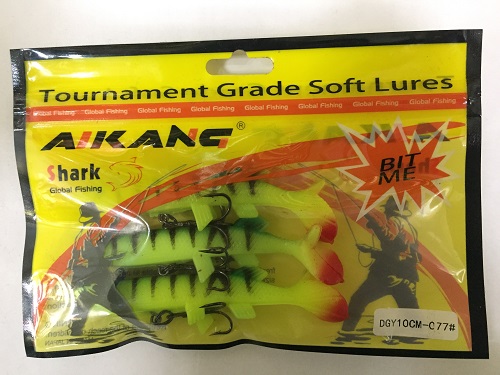 Tournament Grade Soft Lures
Global Fishing Global Fishing Global Fishing Global Fishing Global Fishing Global Fishing
AIKANG®
Shark
Global Fishing
BIT
ME
DGY10CM-C77#